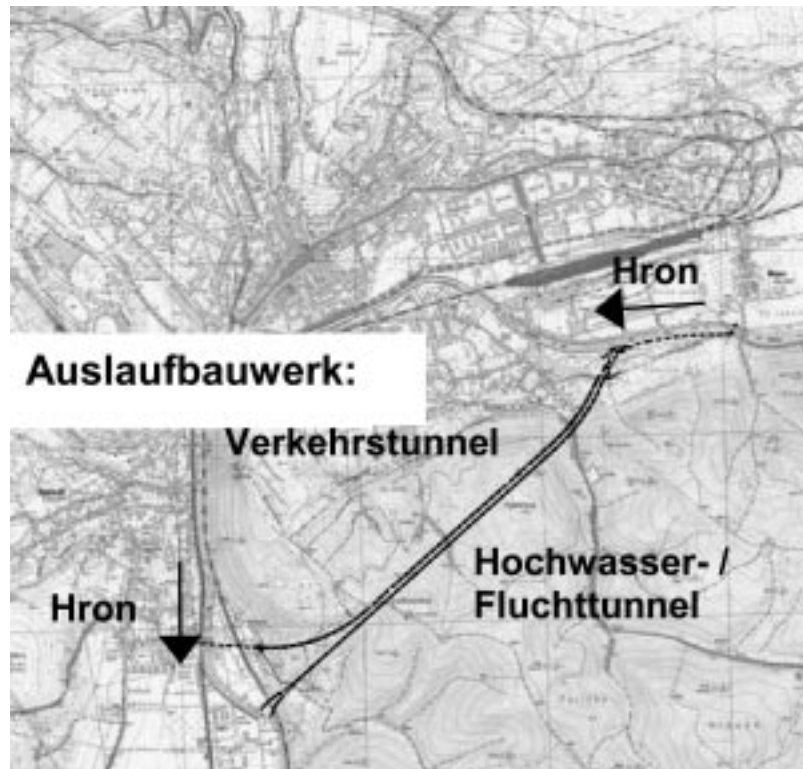 Hron
Auslaufbauwerk:
Verkehrstunnel
Hochwasser- /
Fluchttunnel
Hron